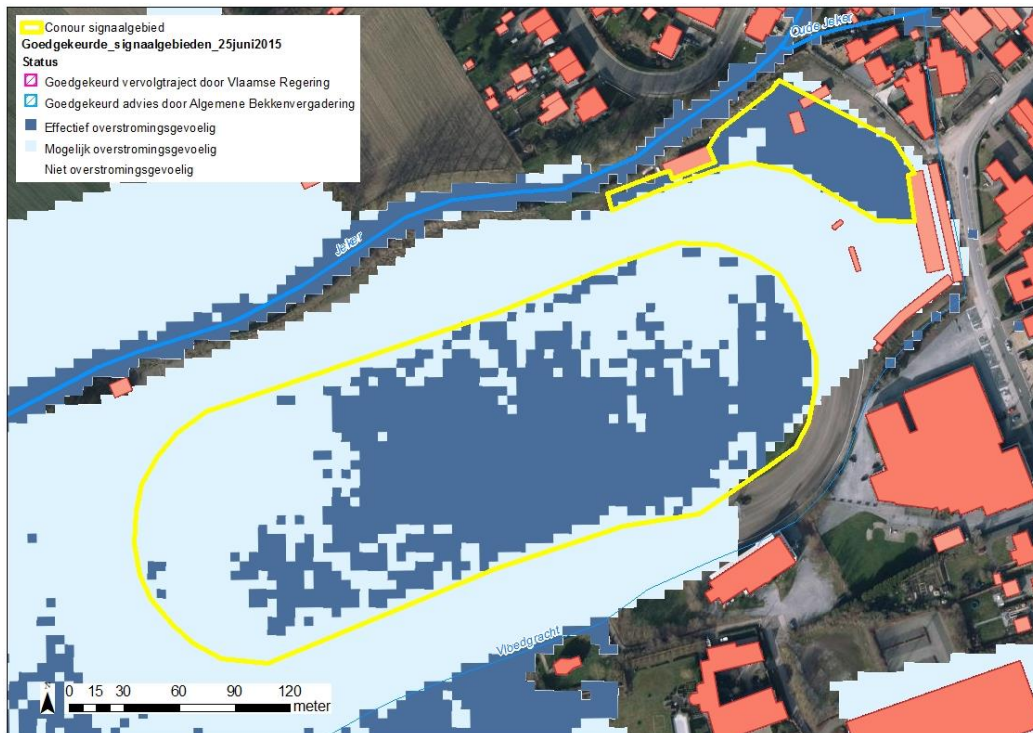 Conour signaalgebied
Goedgekeurde_signaalgebieden_25juni2015
Status
Goedgekeurd vervolgtraject door Vlaamse Regering
Goedgekeurd advies door Algemene Bekkenvergadering
Effectief overstromingsgevoelig
Mogelijk overstromingsgevoelig
Niet overstromingsgevoelig
Oude Jeker
Jeker
Vloedgracht
0 15 30 60 90 120
meter